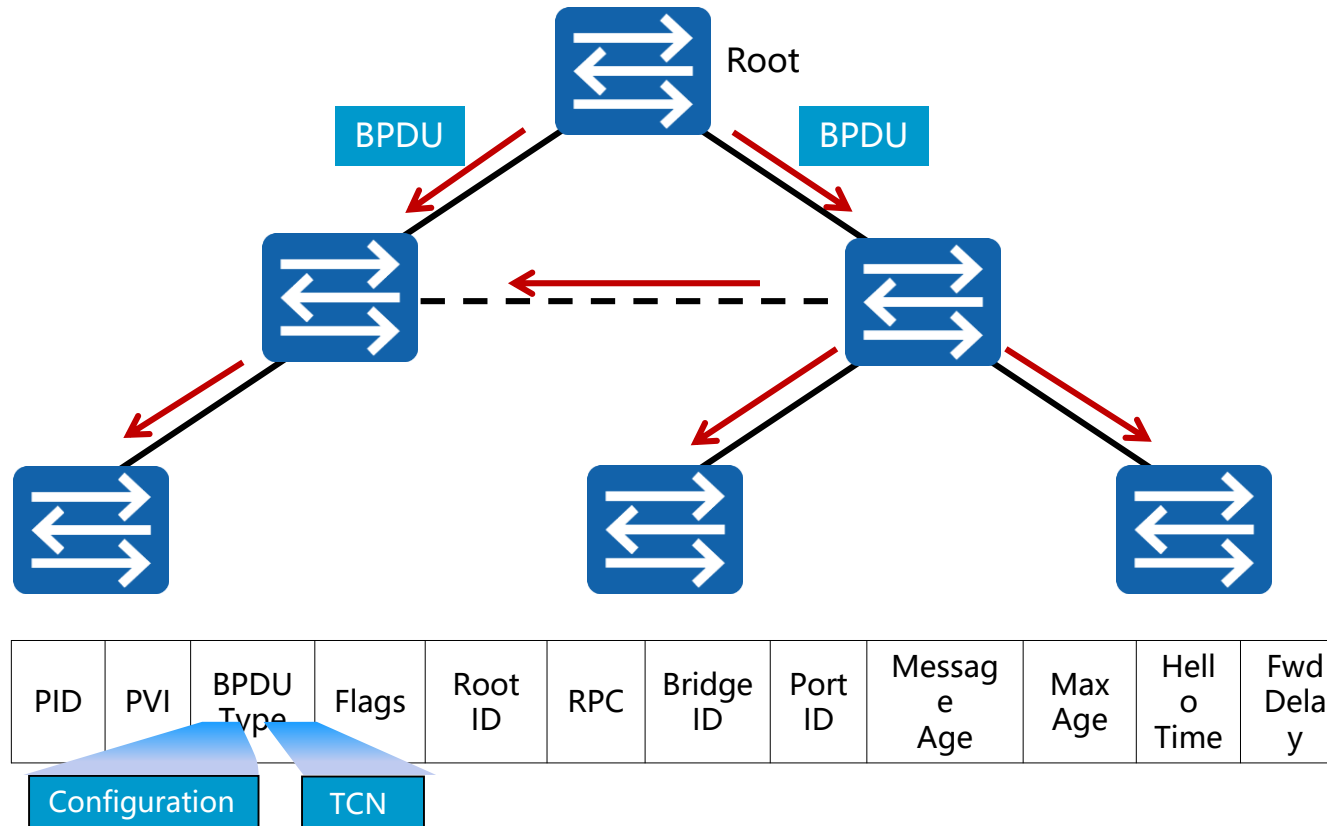 Root
BPDU
BPDU
PID
PVI
BPDU
Type
Flags
Root
ID
RPC
Bridge
ID
Port
ID
Messag
e
Age
Max
Age
Hell
o
Time
Fwd
Dela
y
Configuration
TCN